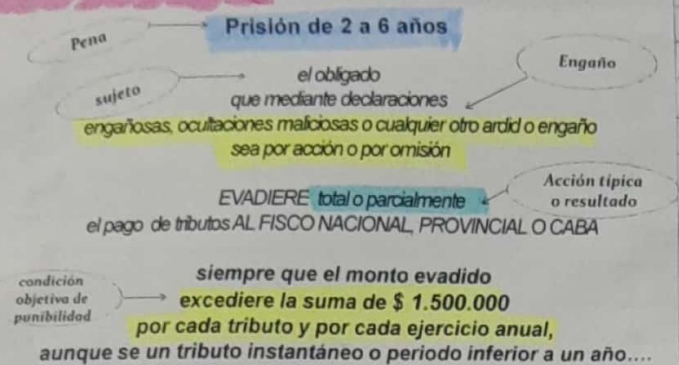 Pena
Prisión de 2 a 6 años
sujeto
el obligado
Engaño
que mediante declaraciones
engañosas, ocultaciones maliciosas o cualquier otro ardid o engaño
sea por acción o por omisión
EVADIERE total o parcialmente
Acción típica
o resultado
el pago de tributos AL FISCO NACIONAL, PROVINCIAL O CABA
siempre que el monto evadido
condición
objetiva de
punibilidad
excediere la suma de $ 1.500.000
por cada tributo y por cada ejercicio anual,
aunque se un tributo instantáneo o periodo inferior a un año....